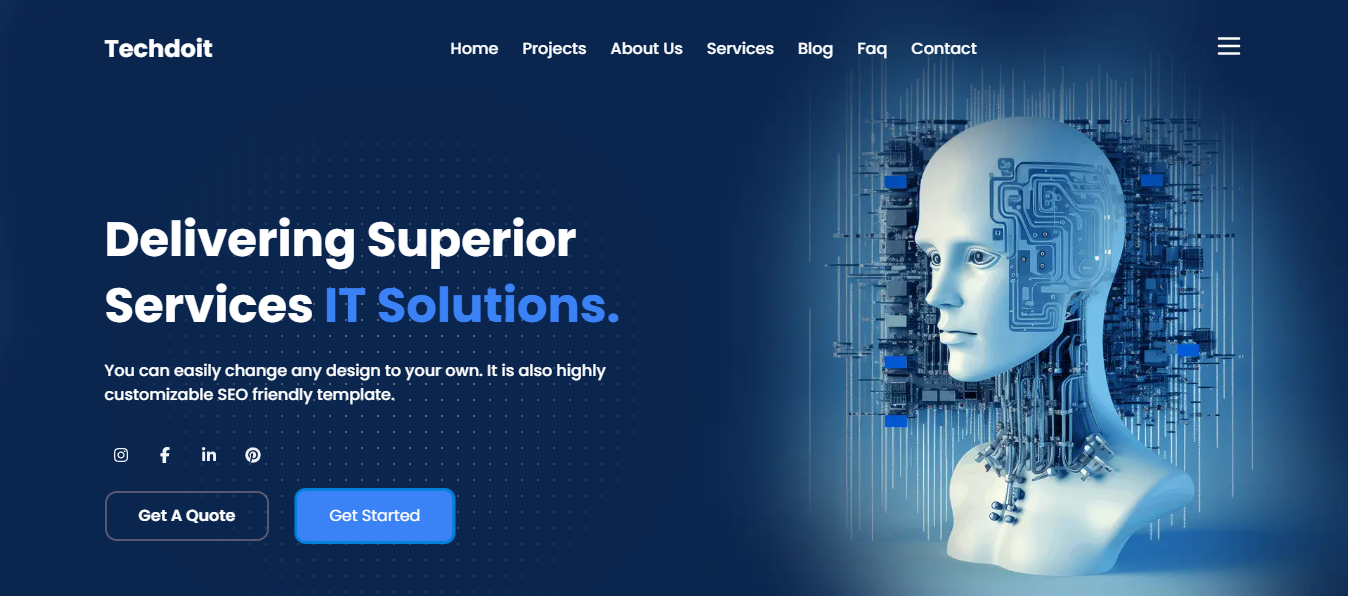 Techdoit
Home Projects About Us Services Blog Faq Contact
Delivering Superior
Services IT Solutions.
You can easily change any design to your own. It is also highly
customizable SEO friendly template.
Get A Quote Get Started